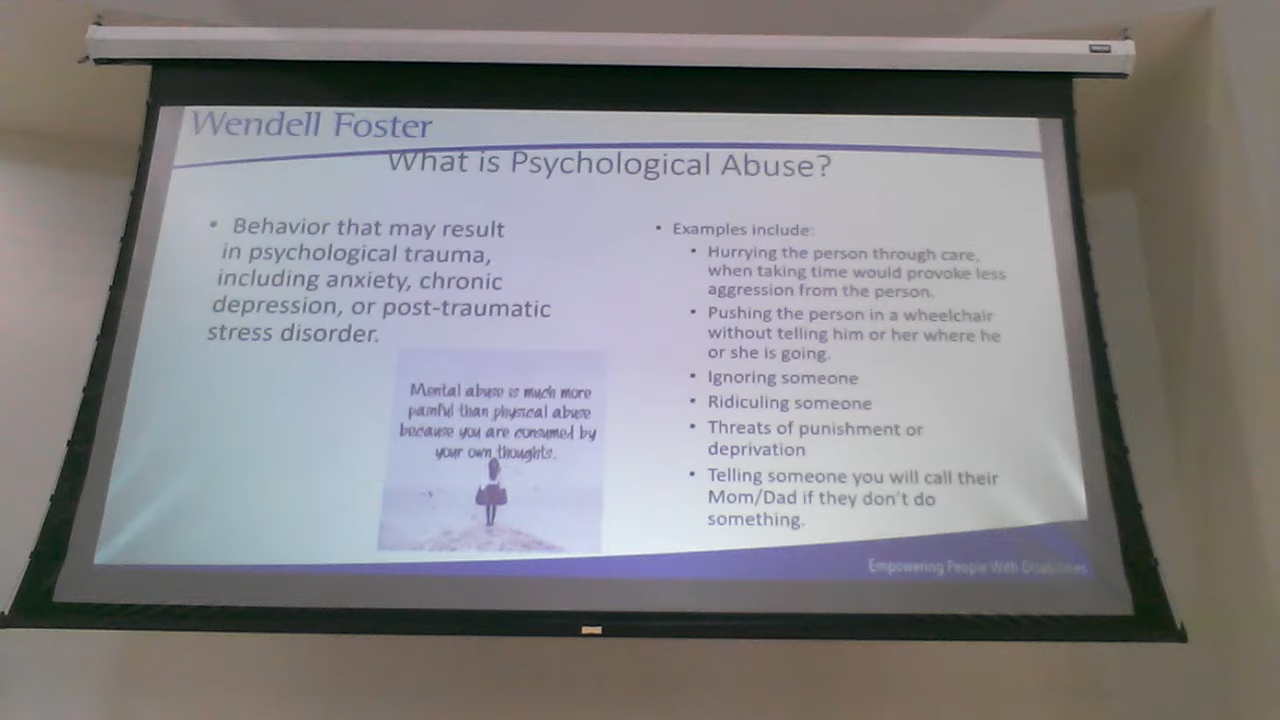 Wendell Foster
What is Psychological Abuse?
• Behavior that may result
in psychological trauma,
including anxiety, chronic
depression, or post-traumatic
stress disorder.
Mental abuse is much more
painful than physical abuse
because you are consumed by
your own thoughts.
• Examples include:
• Hurrying the person through care,
when taking time would provoke less
aggression from the person.
• Pushing the person in a wheelchair
without telling him or her where he
or she is going.
• Ignoring someone
• Ridiculing someone
• Threats of punishment or
deprivation
• Telling someone you will call their
Mom/Dad if they don't do
something.
Empowering People With Disabilities